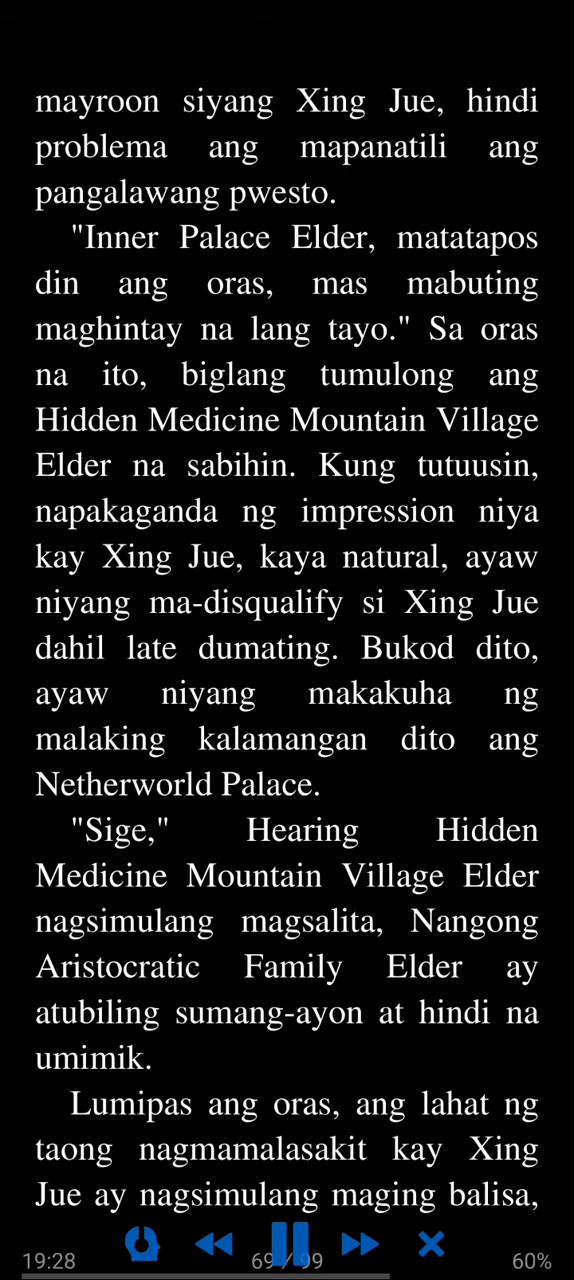 mayroon siyang Xing Jue, hindi
problema ang mapanatili ang
pangalawang pwesto.
"Inner Palace Elder, matatapos
din ang oras, mas mabuting
maghintay na lang tayo." Sa oras
na ito, biglang tumulong ang
Hidden Medicine Mountain Village
Elder na sabihin. Kung tutuusin,
napakaganda ng impression niya
kay Xing Jue, kaya natural, ayaw
niyang ma-disqualify si Xing Jue
dahil late dumating. Bukod dito,
ayaw niyang makakuha ng
malaking kalamangan dito ang
Netherworld Palace.
"Sige," Hearing Hidden
Medicine Mountain Village Elder
nagsimulang magsalita, Nangong
Aristocratic Family Elder ay
atubiling sumang-ayon at hindi na
umimik.
Lumipas ang oras, ang lahat ng
taong nagmamalasakit kay Xing
Jue ay nagsimulang maging balisa,
19:28 69 / 99 60%